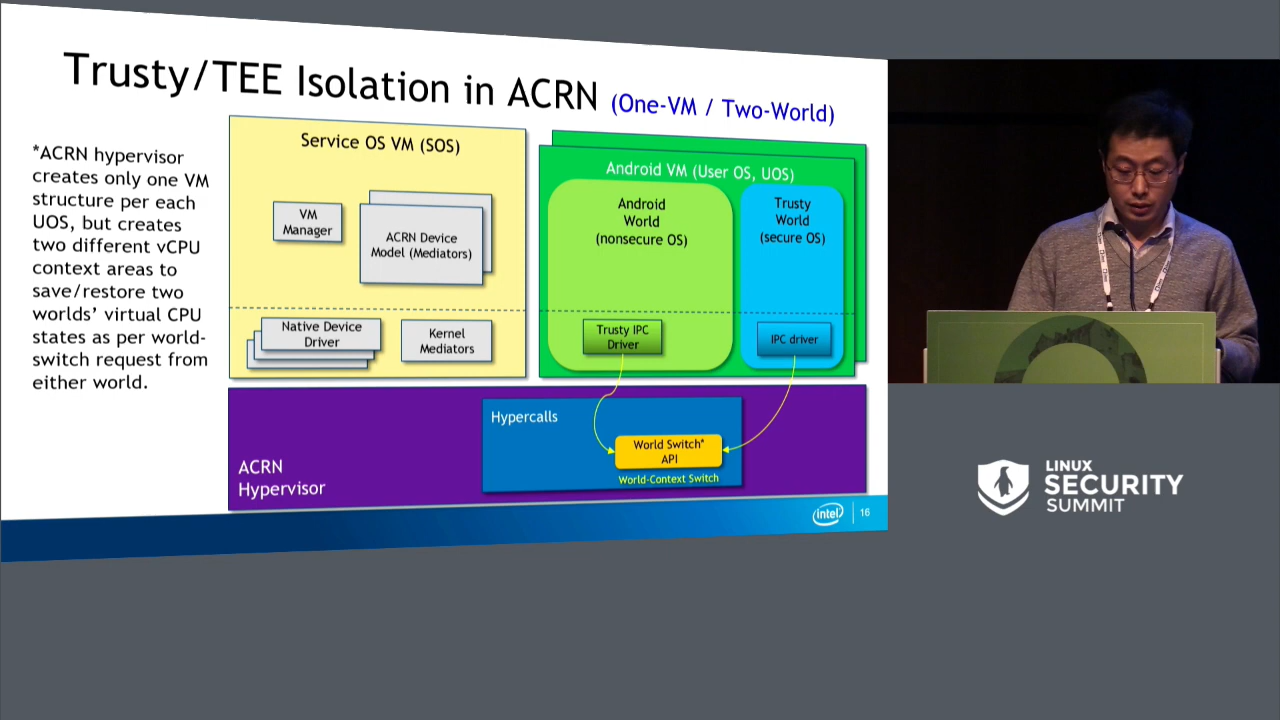 Trusty/TEE Isolation in ACRN (One-VM / Two-World)
*ACRN hypervisor
creates only one VM
structure per each
UOS, but creates
two different vCPU
context areas to
save/restore two
worlds' virtual CPU
states as per world-
switch request from
either world.
Service OS VM (SOS)
VM
Manager
ACRN Device
Model (Mediators)
Native Device
Driver
Kernel
Mediators
Android VM (User OS, UOS)
Android
World
(nonsecure OS)
Trusty IPC
Driver
Trusty
World
(secure OS)
IPC driver
Hypercalls
World Switch*
API
World-Context Switch
ACRN
Hypervisor
intel
16
LINUX
SECURITY
SUMMIT